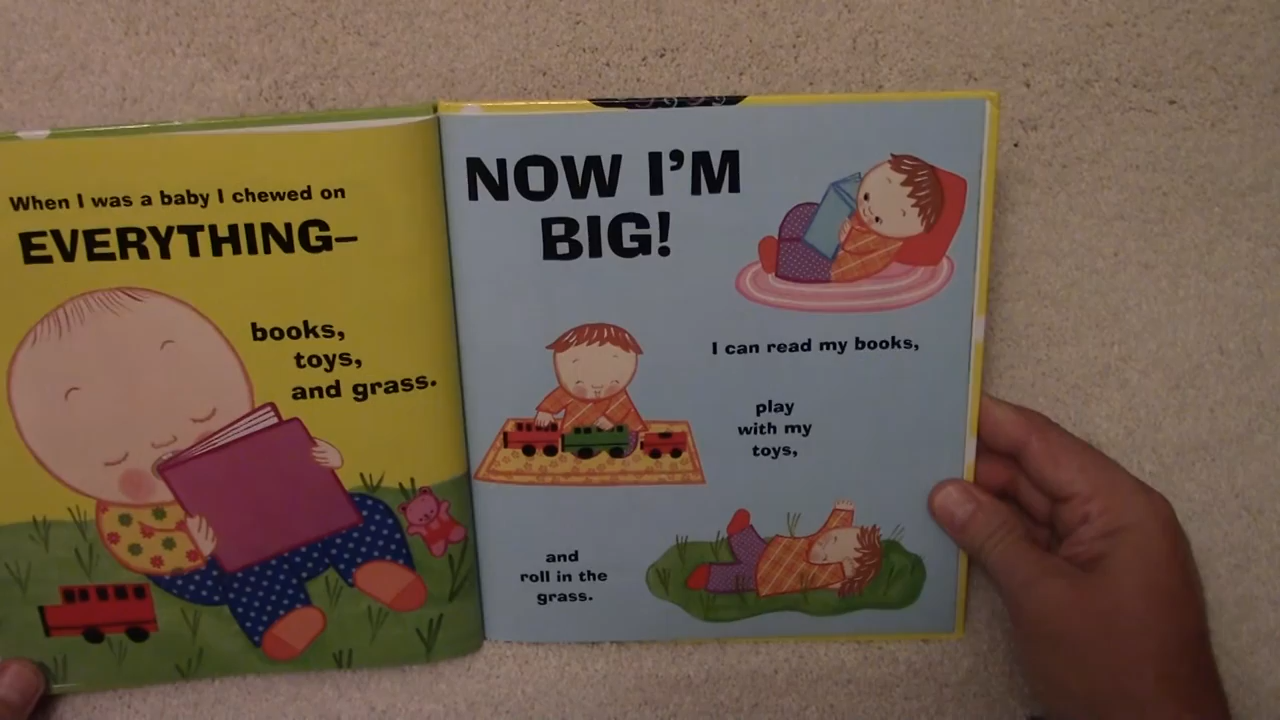 When I was a baby I chewed on
EVERYTHING–
books,
toys,
and grass.
NOW I'M
BIG!
I can read my books,
play
with my
toys,
and
roll in the
grass.